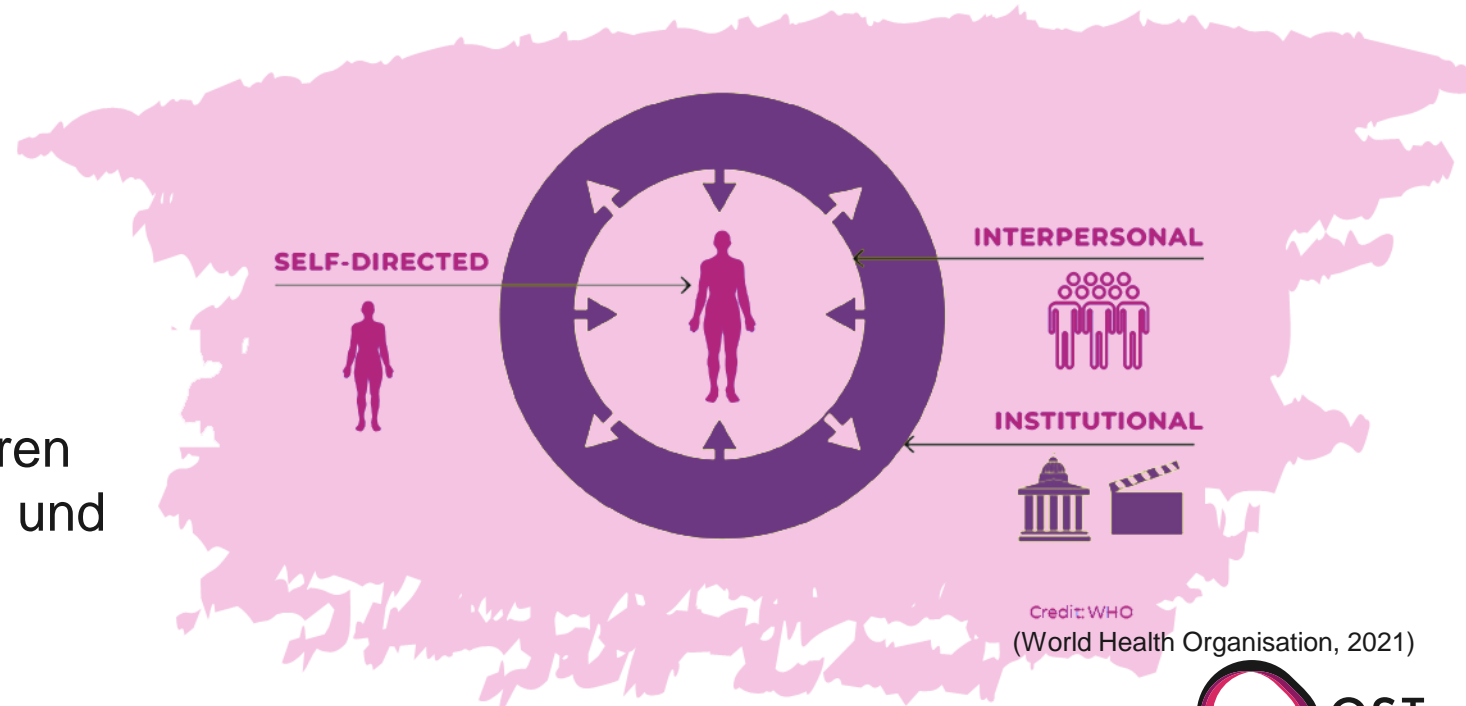 SELF-DIRECTED
INTERPERSONAL
INSTITUTIONAL
ren
und
Credit: WHO
(World Health Organisation, 2021)